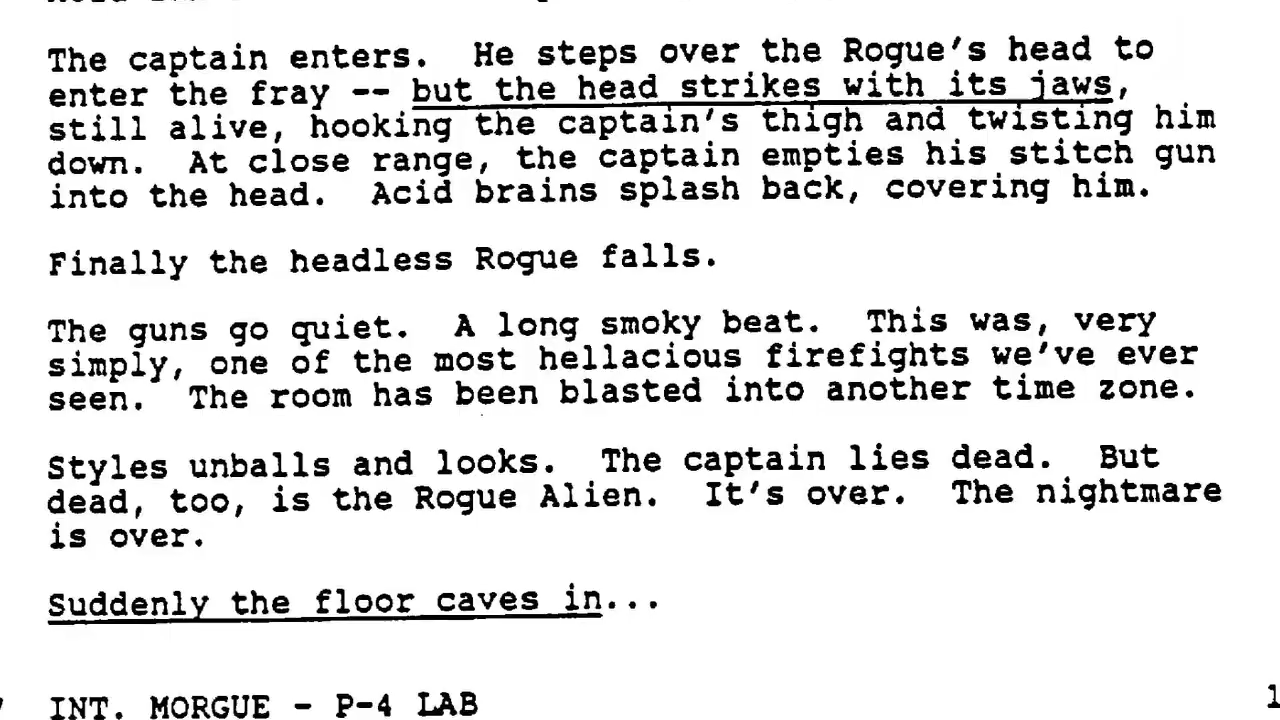 The captain enters.  He steps over the Rogue's head to
enter the fray -- but the head strikes with its jaws,
still alive, hooking the captain's thigh and twisting him
down.  At close range, the captain empties his stitch gun
into the head.  Acid brains splash back, covering him.
Finally the headless Rogue falls.
The guns go quiet.  A long smoky beat.  This was, very
simply, one of the most hellacious firefights we've ever
seen.  The room has been blasted into another time zone.
Styles unballs and looks.  The captain lies dead.  But
dead, too, is the Rogue Alien.  It's over.  The nightmare
is over.
Suddenly the floor caves in...
INT. MORGUE - P-4 LAB